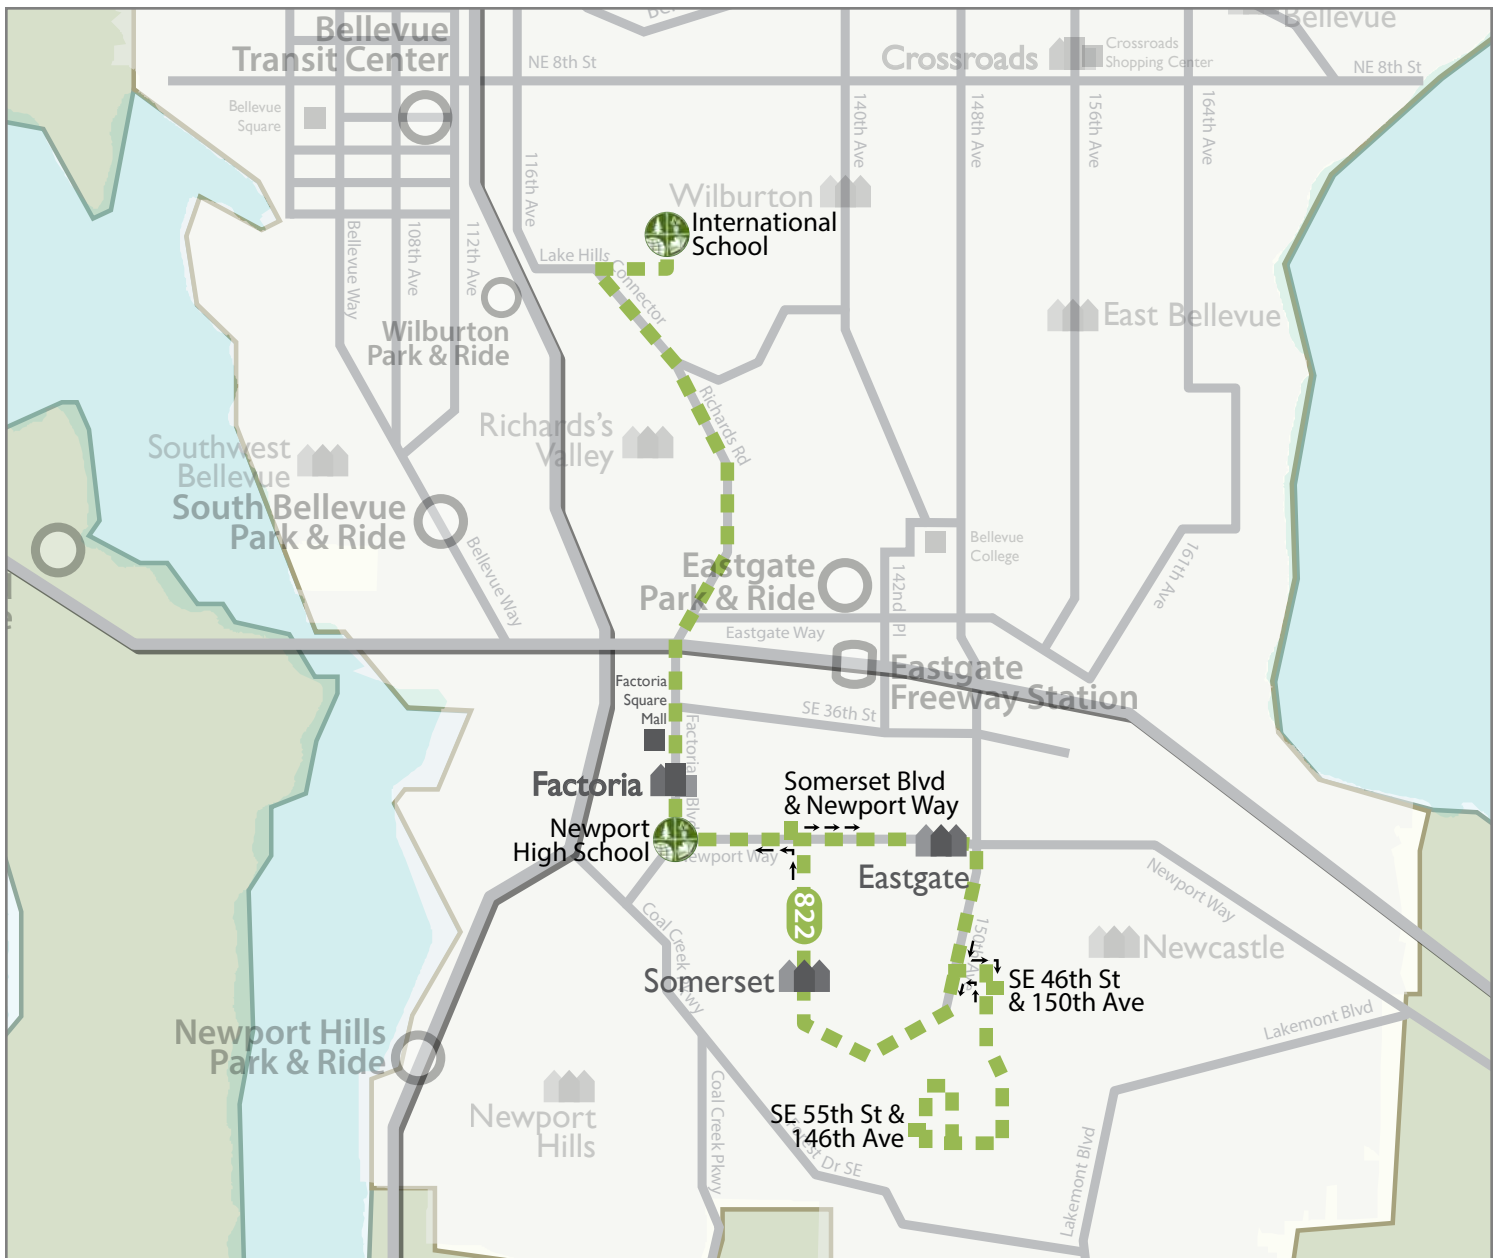 Bellevue
Transit Center
Bellevue
Crossroads
Crossroads
Shopping Center
NE 8th St
NE 8th St
Bellevue
Square
140th Ave
148th Ave
156th Ave
164th Ave
116th Ave
Wilburton
International
School
Bellevue Way
108th Ave
112th Ave
Lake Hills
Connector
Wilburton
Park & Ride
East Bellevue
Richards Rd
Richards's
Valley
Southwest
Bellevue
South Bellevue
Park & Ride
Bellevue Way
Bellevue
College
Eastgate
Park & Ride
142nd Pl
161th Ave
Eastgate Way
Eastgate
Freeway Station
Factoria
Square
Mall
SE 36th St
Factoria Blvd
Factoria
Somerset Blvd
& Newport Way
Newport
High School
Newport Way
Eastgate
Newport Way
822
Coal Creek Pkwy
150th Ave
Newcastle
Somerset
SE 46th St
& 150th Ave
Lakemont Blvd
Newport Hills
Park & Ride
Coal Creek Pkwy
Newport
Hills
SE 55th St &
146th Ave
Forest Dr SE
Lakemont Blvd